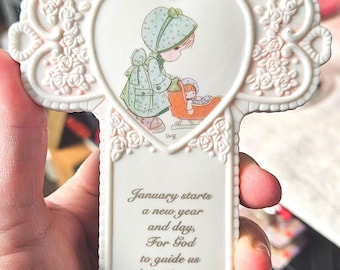 January starts
a new year
and day,
For God
to guide us